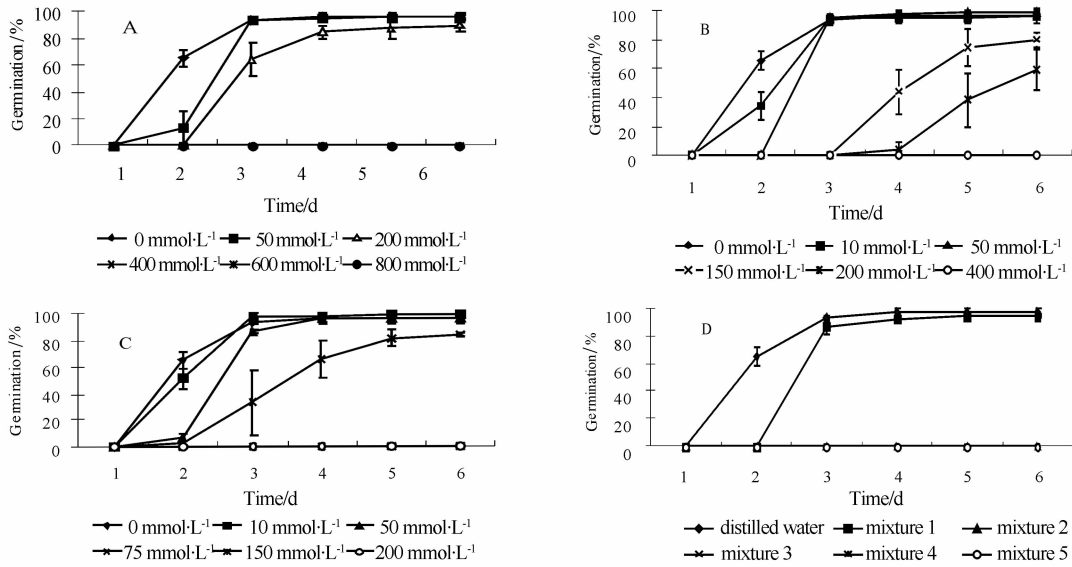 A
Germination/%
100
80
60
40
20
0
1 2 3 4 5 6
Time/d
0 mmol·L-1 50 mmol·L-1 200 mmol·L-1
400 mmol·L-1 600 mmol·L-1 800 mmol·L-1
B
Germination/%
100
80
60
40
20
0
1 2 3 4 5 6
Time/d
0 mmol·L-1 10 mmol·L-1 50 mmol·L-1
150 mmol·L-1 200 mmol·L-1 400 mmol·L-1
C
Germination/%
100
80
60
40
20
0
1 2 3 4 5 6
Time/d
0 mmol·L-1 10 mmol·L-1 50 mmol·L-1
75 mmol·L-1 150 mmol·L-1 200 mmol·L-1
D
Germination/%
100
80
60
40
20
0
1 2 3 4 5 6
Time/d
distilled water mixture 1 mixture 2
mixture 3 mixture 4 mixture 5